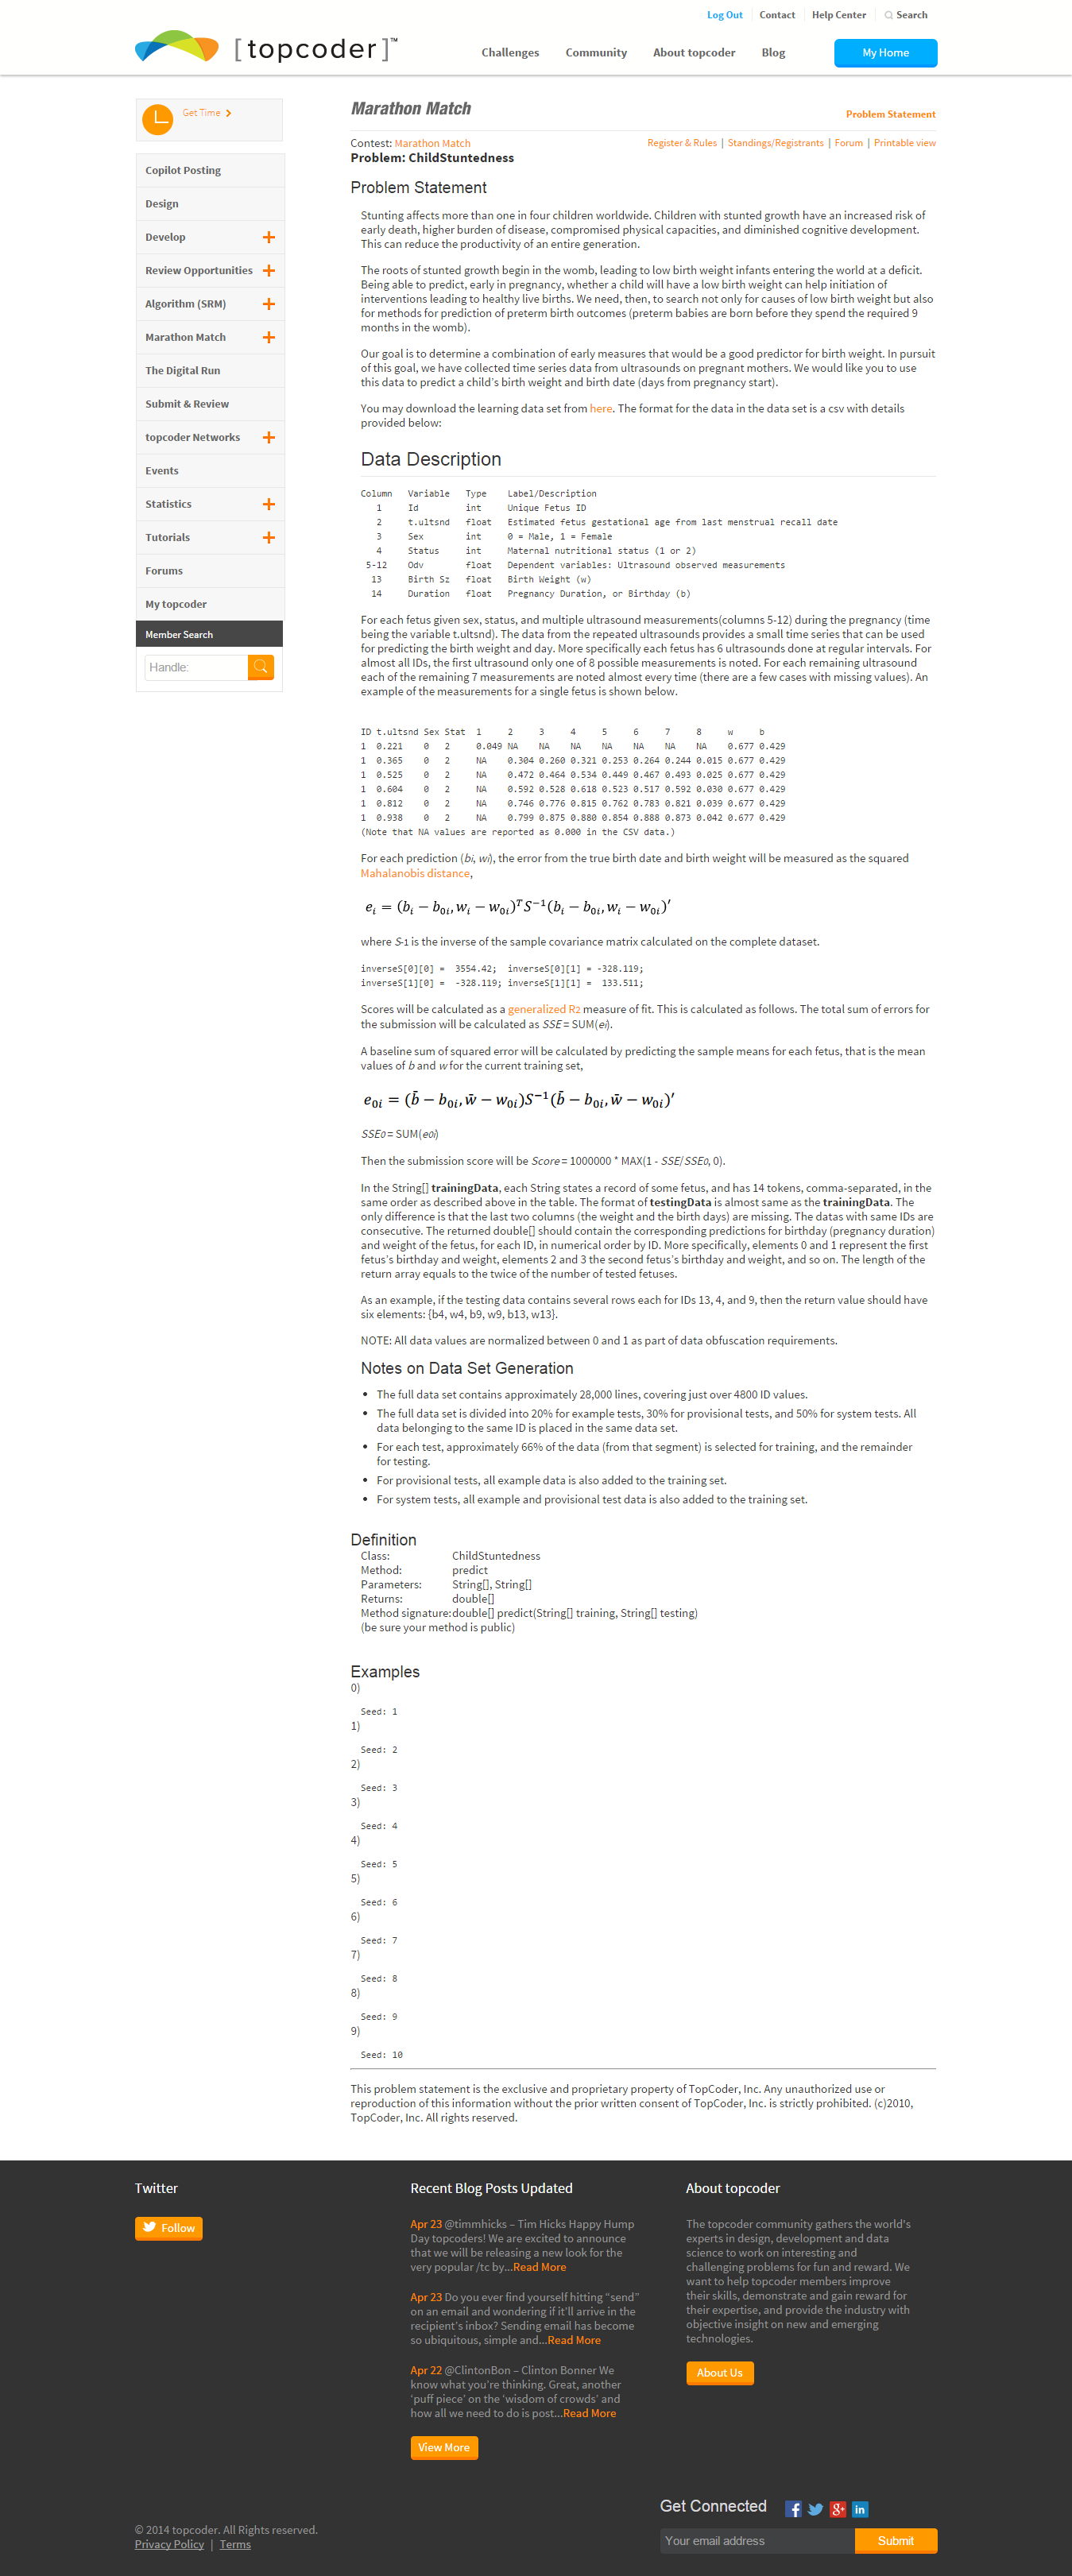 Log Out
Contact
Help Center
Search
[ topcoder ]™
Challenges
Community
About topcoder
Blog
My Home
Get Time
Copilot Posting
Design
Develop
Review Opportunities
Algorithm (SRM)
Marathon Match
The Digital Run
Submit & Review
topcoder Networks
Events
Statistics
Tutorials
Forums
My topcoder
Member Search
Handle:
Marathon Match
Problem Statement
Contest: Marathon Match
Register & Rules | Standings/Registrants | Forum | Printable view
Problem: ChildStuntedness
Problem Statement
Stunting affects more than one in four children worldwide. Children with stunted growth have an increased risk of
early death, higher burden of disease, compromised physical capacities, and diminished cognitive development.
This can reduce the productivity of an entire generation.
The roots of stunted growth begin in the womb, leading to low birth weight infants entering the world at a deficit.
Being able to predict, early in pregnancy, whether a child will have a low birth weight can help initiation of
interventions leading to healthy live births. We need, then, to search not only for causes of low birth weight but also
for methods for prediction of preterm birth outcomes (preterm babies are born before they spend the required 9
months in the womb).
Our goal is to determine a combination of early measures that would be a good predictor for birth weight. In pursuit
of this goal, we have collected time series data from ultrasounds on pregnant mothers. We would like you to use
this data to predict a child's birth weight and birth date (days from pregnancy start).
You may download the learning data set from here. The format for the data in the data set is a csv with details
provided below:
Data Description
Column Variable Type Label/Description
1 Id int Unique Fetus ID
2 t.ultsnd float Estimated fetus gestational age from last menstrual recall date
3 Sex int 0 = Male, 1 = Female
4 Status int Maternal nutritional status (1 or 2)
5-12 Odv float Dependent variables: Ultrasound observed measurements
13 Birth Sz float Birth Weight (w)
14 Duration float Pregnancy Duration, or Birthday (b)
For each fetus given sex, status, and multiple ultrasound measurements(columns 5-12) during the pregnancy (time
being the variable t.ultsnd). The data from the repeated ultrasounds provides a small time series that can be used
for predicting the birth weight and day. More specifically each fetus has 6 ultrasounds done at regular intervals. For
almost all IDs, the first ultrasound only one of 8 possible measurements is noted. For each remaining ultrasound
each of the remaining 7 measurements are noted almost every time (there are a few cases with missing values). An
example of the measurements for a single fetus is shown below.
ID t.ultsnd Sex Stat 1 2 3 4 5 6 7 8 w b
1 0.221 0 2 0.049 NA NA NA NA NA NA NA 0.677 0.429
1 0.365 0 2 NA 0.304 0.260 0.321 0.253 0.264 0.244 0.015 0.677 0.429
1 0.525 0 2 NA 0.472 0.464 0.534 0.449 0.467 0.493 0.025 0.677 0.429
1 0.604 0 2 NA 0.592 0.528 0.618 0.523 0.517 0.592 0.030 0.677 0.429
1 0.812 0 2 NA 0.746 0.776 0.815 0.762 0.783 0.821 0.039 0.677 0.429
1 0.938 0 2 NA 0.799 0.875 0.880 0.854 0.888 0.873 0.042 0.677 0.429
(Note that NA values are reported as 0.000 in the CSV data.)
For each prediction (bi, wi), the error from the true birth date and birth weight will be measured as the squared
Mahalanobis distance,
eᵢ = (bᵢ − b₀ᵢ, wᵢ − w₀ᵢ)ᵀS⁻¹(bᵢ − b₀ᵢ, wᵢ − w₀ᵢ)′
where S-1 is the inverse of the sample covariance matrix calculated on the complete dataset.
inverseS[0][0] = 3554.42; inverseS[0][1] = -328.119;
inverseS[1][0] = -328.119; inverseS[1][1] = 133.511;
Scores will be calculated as a generalized R2 measure of fit. This is calculated as follows. The total sum of errors for
the submission will be calculated as SSE = SUM(ei).
A baseline sum of squared error will be calculated by predicting the sample means for each fetus, that is the mean
values of b and w for the current training set,
e₀ᵢ = (b̄ − b₀ᵢ, w̄ − w₀ᵢ)S⁻¹(b̄ − b₀ᵢ, w̄ − w₀ᵢ)′
SSE0 = SUM(e0i)
Then the submission score will be Score = 1000000 * MAX(1 - SSE/SSE0, 0).
In the String[] trainingData, each String states a record of some fetus, and has 14 tokens, comma-separated, in the
same order as described above in the table. The format of testingData is almost same as the trainingData. The
only difference is that the last two columns (the weight and the birth days) are missing. The datas with same IDs are
consecutive. The returned double[] should contain the corresponding predictions for birthday (pregnancy duration)
and weight of the fetus, for each ID, in numerical order by ID. More specifically, elements 0 and 1 represent the first
fetus's birthday and weight, elements 2 and 3 the second fetus's birthday and weight, and so on. The length of the
return array equals to the twice of the number of tested fetuses.
As an example, if the testing data contains several rows each for IDs 13, 4, and 9, then the return value should have
six elements: {b4, w4, b9, w9, b13, w13}.
NOTE: All data values are normalized between 0 and 1 as part of data obfuscation requirements.
Notes on Data Set Generation
• The full data set contains approximately 28,000 lines, covering just over 4800 ID values.
• The full data set is divided into 20% for example tests, 30% for provisional tests, and 50% for system tests. All
data belonging to the same ID is placed in the same data set.
• For each test, approximately 66% of the data (from that segment) is selected for training, and the remainder
for testing.
• For provisional tests, all example data is also added to the training set.
• For system tests, all example and provisional test data is also added to the training set.
Definition
Class: ChildStuntedness
Method: predict
Parameters: String[], String[]
Returns: double[]
Method signature:double[] predict(String[] training, String[] testing)
(be sure your method is public)
Examples
0)
Seed: 1
1)
Seed: 2
2)
Seed: 3
3)
Seed: 4
4)
Seed: 5
5)
Seed: 6
6)
Seed: 7
7)
Seed: 8
8)
Seed: 9
9)
Seed: 10
This problem statement is the exclusive and proprietary property of TopCoder, Inc. Any unauthorized use or
reproduction of this information without the prior written consent of TopCoder, Inc. is strictly prohibited. (c)2010,
TopCoder, Inc. All rights reserved.
Twitter
Follow
Recent Blog Posts Updated
Apr 23 @timmhicks – Tim Hicks Happy Hump
Day topcoders! We are excited to announce
that we will be releasing a new look for the
very popular /tc by...Read More
Apr 23 Do you ever find yourself hitting "send"
on an email and wondering if it'll arrive in the
recipient's inbox? Sending email has become
so ubiquitous, simple and...Read More
Apr 22 @ClintonBon – Clinton Bonner We
know what you're thinking. Great, another
'puff piece' on the 'wisdom of crowds' and
how all we need to do is post...Read More
View More
About topcoder
The topcoder community gathers the world's
experts in design, development and data
science to work on interesting and
challenging problems for fun and reward. We
want to help topcoder members improve
their skills, demonstrate and gain reward for
their expertise, and provide the industry with
objective insight on new and emerging
technologies.
About Us
Get Connected
© 2014 topcoder. All Rights reserved.
Privacy Policy | Terms
Your email address
Submit